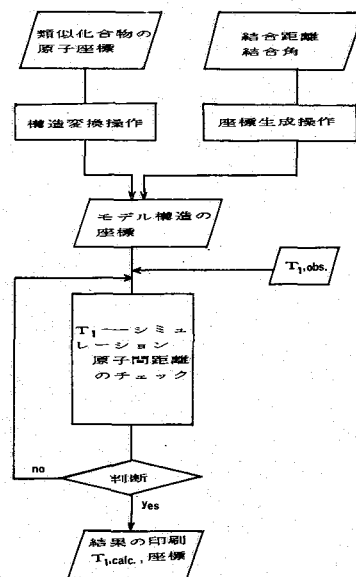 類似化合物の
原子座標
結合距離
結合角
構造変換操作
座標生成操作
モデル構造の
座標
T₁,obs.
T₁——シミュ
レーション
原子間距離
のチェック
no
判断
yes
結果の印刷
T₁,calc.,座標